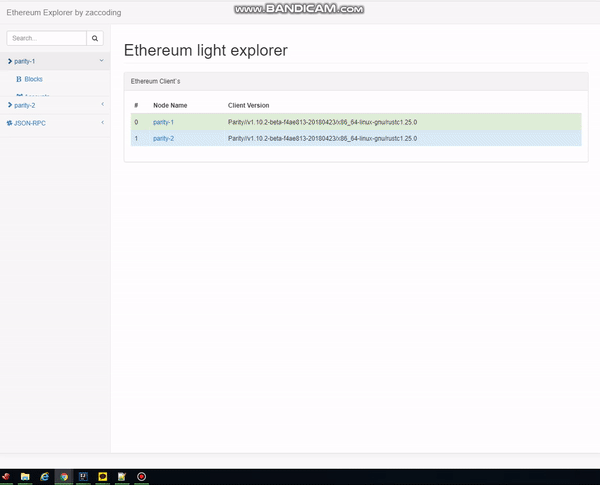 www.BANDICAM.com
Ethereum Explorer by zaccoding
Search...
parity-1
Blocks
parity-2
JSON-RPC
Ethereum light explorer
Ethereum Client`s
# Node Name Client Version
0 parity-1 Parity//v1.10.2-beta-f4ae813-20180423/x86_64-linux-gnu/rustc1.25.0
1 parity-2 Parity//v1.10.2-beta-f4ae813-20180423/x86_64-linux-gnu/rustc1.25.0